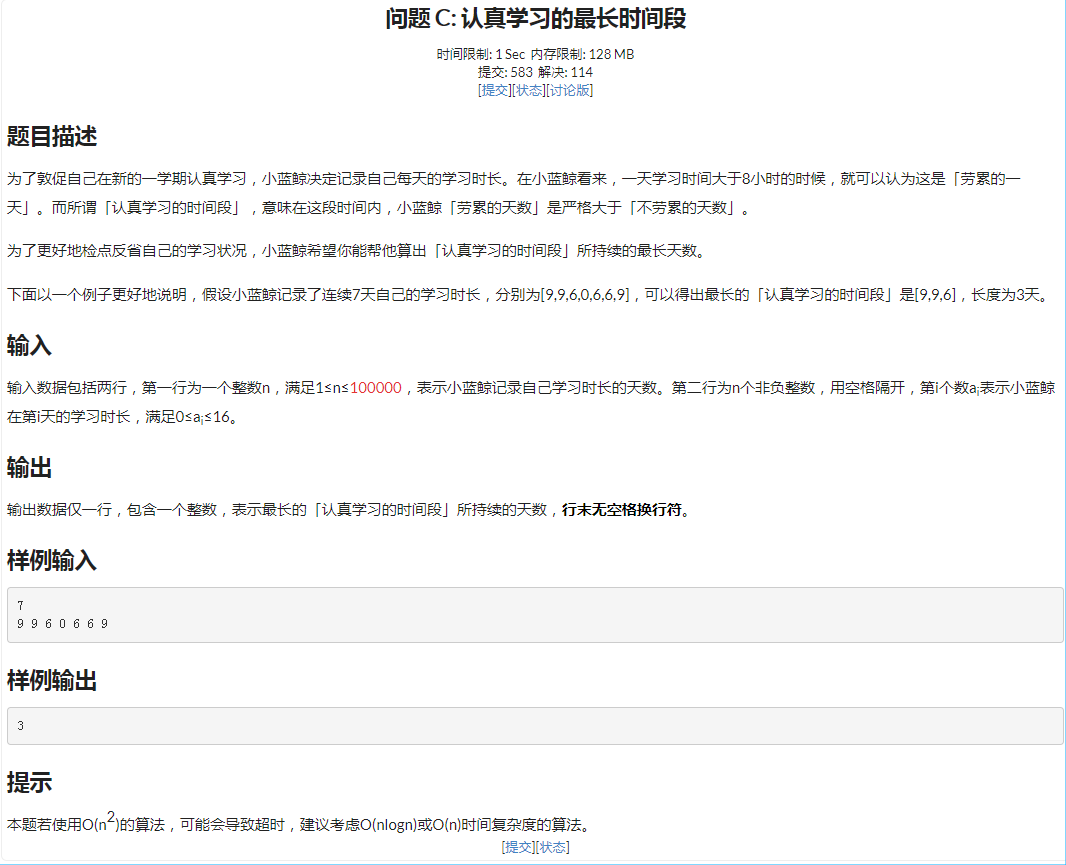 问题 C: 认真学习的最长时间段
时间限制: 1 Sec 内存限制: 128 MB
提交: 583 解决: 114
[提交][状态][讨论版]
题目描述
为了敦促自己在新的一学期认真学习，小蓝鲸决定记录自己每天的学习时长。在小蓝鲸看来，一天学习时间大于8小时的时候，就可以认为这是「劳累的一
天」。而所谓「认真学习的时间段」，意味在这段时间内，小蓝鲸「劳累的天数」是严格大于「不劳累的天数」。
为了更好地检点反省自己的学习状况，小蓝鲸希望你能帮他算出「认真学习的时间段」所持续的最长天数。
下面以一个例子更好地说明，假设小蓝鲸记录了连续7天自己的学习时长，分别为[9,9,6,0,6,6,9]，可以得出最长的「认真学习的时间段」是[9,9,6]，长度为3天。
输入
输入数据包括两行，第一行为一个整数n，满足1≤n≤100000，表示小蓝鲸记录自己学习时长的天数。第二行为n个非负整数，用空格隔开，第i个数aᵢ表示小蓝鲸
在第i天的学习时长，满足0≤aᵢ≤16。
输出
输出数据仅一行，包含一个整数，表示最长的「认真学习的时间段」所持续的天数，行末无空格换行符。
样例输入
7
9 9 6 0 6 6 9
样例输出
3
提示
本题若使用O(n²)的算法，可能会导致超时，建议考虑O(nlogn)或O(n)时间复杂度的算法。
[提交][状态]